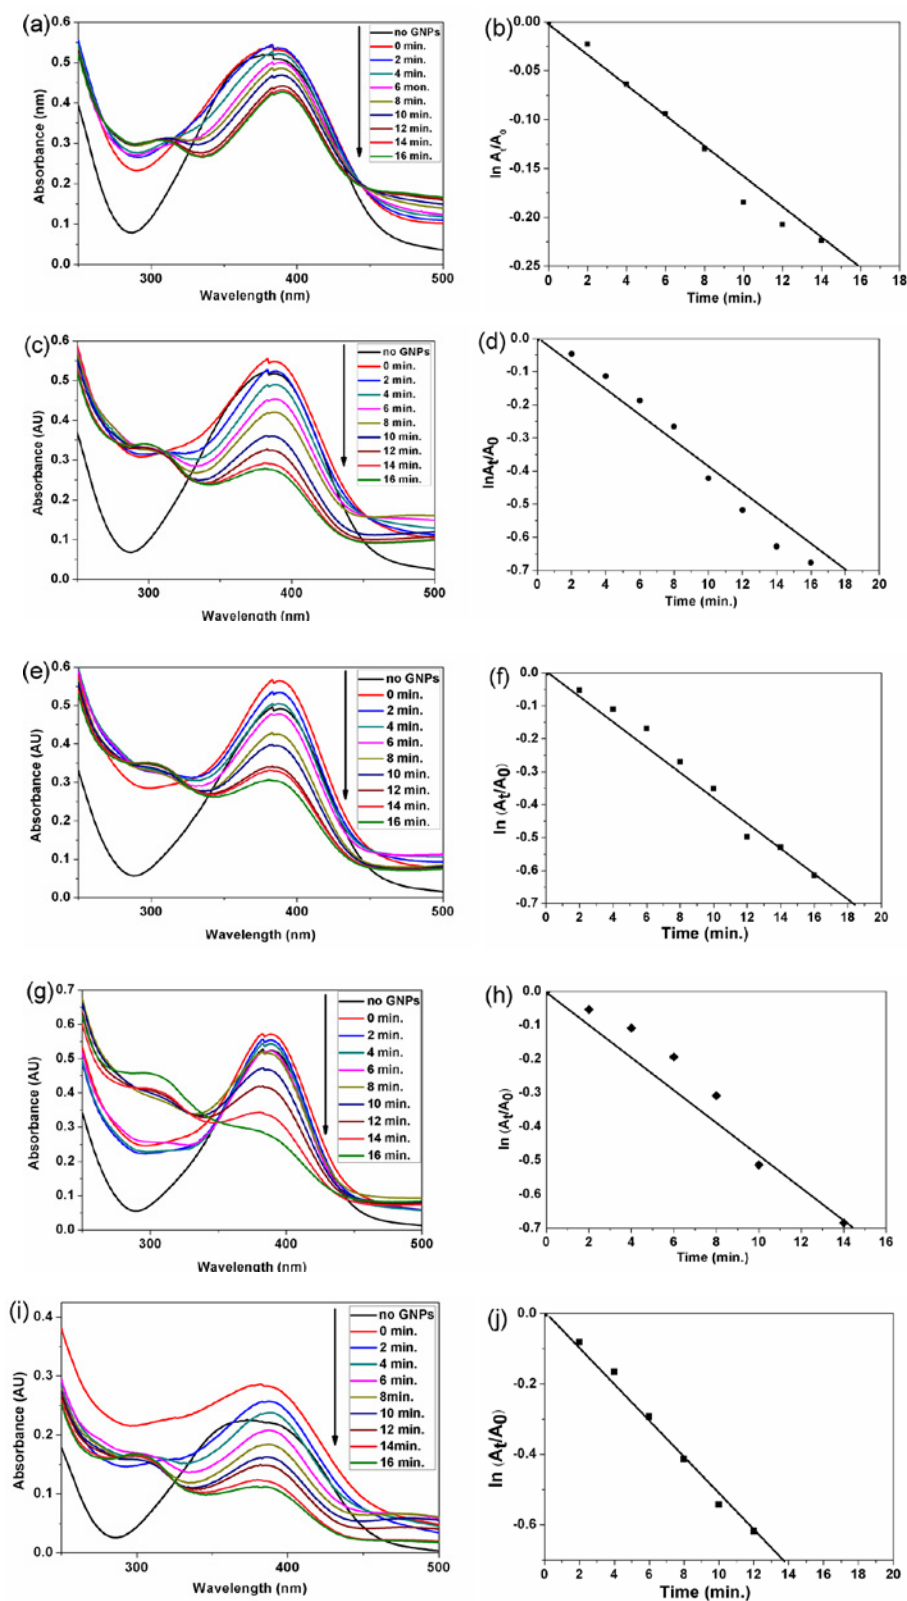 (a)
0.6
0.5
0.4
0.3
0.2
0.1
0.0
Absorbance (nm)
300
400
500
Wavelength (nm)
no GNPs
0 min.
2 min.
4 min.
6 mon.
8 min.
10 min.
12 min.
14 min.
16 min.
(b)
0.00
-0.05
-0.10
-0.15
-0.20
-0.25
ln At/A0
0 2 4 6 8 10 12 14 16 18
Time (min.)
(c)
0.6
0.5
0.4
0.3
0.2
0.1
0.0
Absorbance (AU)
300
400
500
Wavelength (nm)
no GNPs
0 min.
2 min.
4 min.
6 min.
8 min.
10 min.
12 min.
14 min.
16 min.
(d)
0.0
-0.1
-0.2
-0.3
-0.4
-0.5
-0.6
-0.7
lnAt/A0
0 2 4 6 8 10 12 14 16 18 20
Time (min.)
(e)
0.6
0.5
0.4
0.3
0.2
0.1
0.0
Absorbance (AU)
300
400
500
Wavelength (nm)
no GNPs
0 min.
2 min.
4 min.
6 min.
8 min.
10 min.
12 min.
14 min.
16 min.
(f)
0.0
-0.1
-0.2
-0.3
-0.4
-0.5
-0.6
-0.7
ln (At/A0)
0 2 4 6 8 10 12 14 16 18 20
Time (min.)
(g)
0.7
0.6
0.5
0.4
0.3
0.2
0.1
0.0
Absorbance (AU)
300
400
500
Wavelength (nm)
no GNPs
0 min.
2 min.
4 min.
6 min.
8 min.
10 min.
12 min.
14 min.
16 min.
(h)
0.0
-0.1
-0.2
-0.3
-0.4
-0.5
-0.6
-0.7
ln (At/A0)
0 2 4 6 8 10 12 14 16
Time (min.)
(i)
0.4
0.3
0.2
0.1
0.0
Absorbance (AU)
300
400
500
Wavelength (nm)
no GNPs
0 min.
2 min.
4 min.
6 min.
8min.
10 min.
12 min.
14min.
16 min.
(j)
0.0
-0.2
-0.4
-0.6
ln (At/A0)
0 2 4 6 8 10 12 14 16
Time (min.)